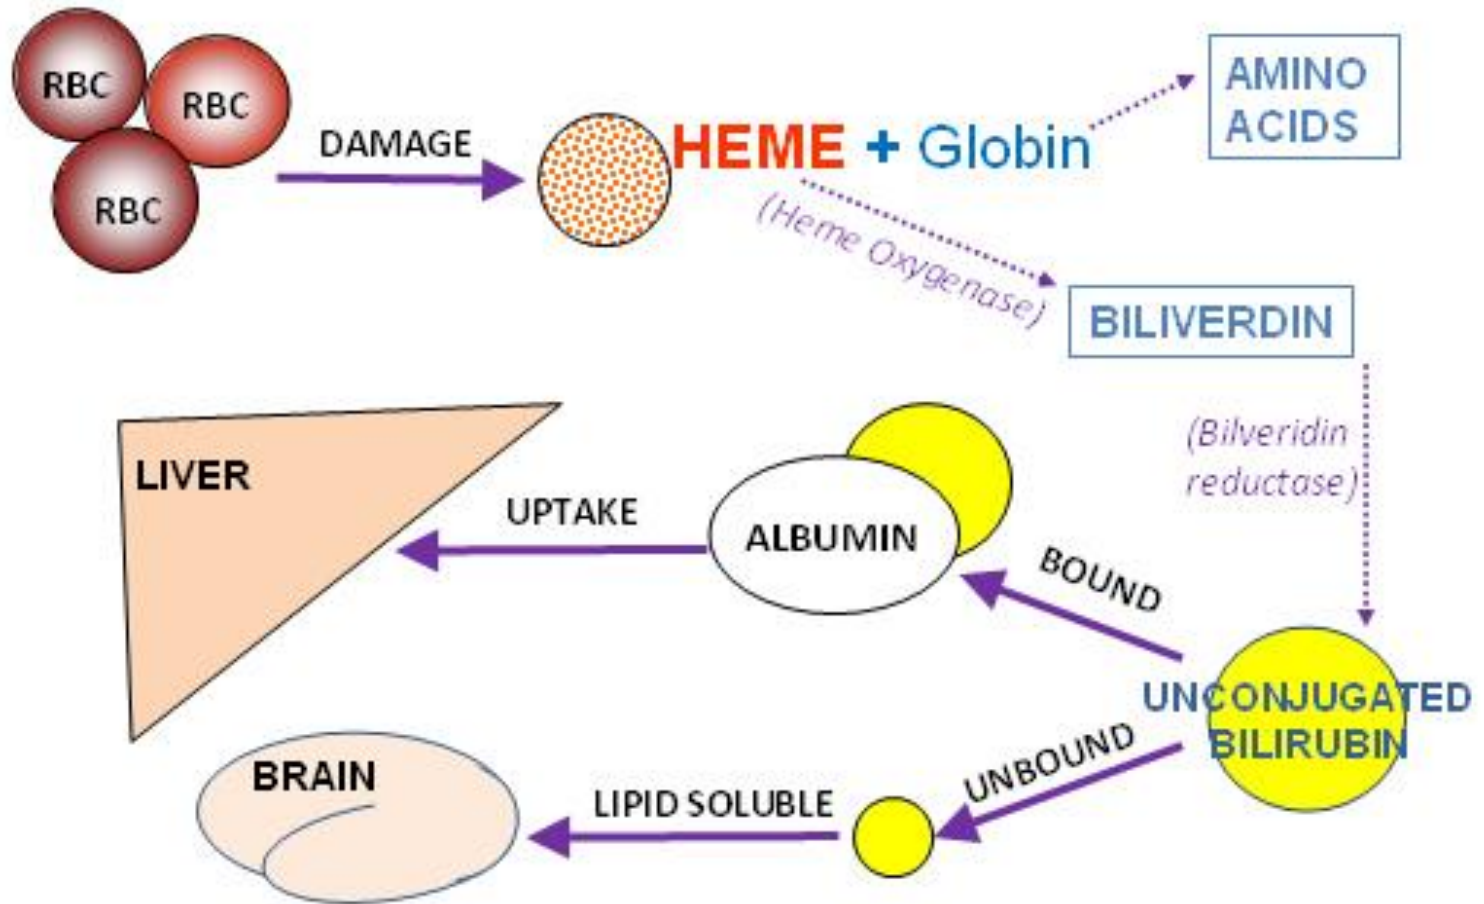 RBC
RBC
RBC
DAMAGE
HEME + Globin
AMINO
ACIDS
(Heme Oxygenase)
BILIVERDIN
(Bilveridin
reductase)
LIVER
UPTAKE
ALBUMIN
BOUND
UNCONJUGATED
BILIRUBIN
UNBOUND
LIPID SOLUBLE
BRAIN